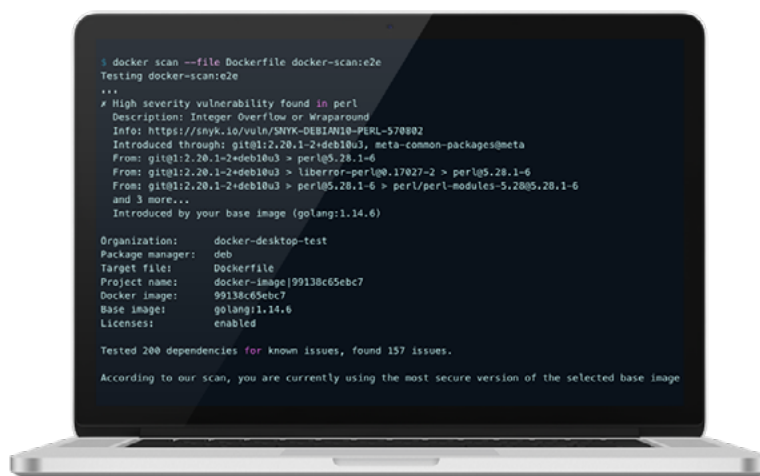 $ docker scan --file Dockerfile docker-scan:e2e
Testing docker-scan:e2e
...
✗ High severity vulnerability found in perl
Description: Integer Overflow or Wraparound
Info: https://snyk.io/vuln/SNYK-DEBIAN10-PERL-570802
Introduced through: git@1:2.20.1-2+deb10u3, meta-common-packages@meta
From: git@1:2.20.1-2+deb10u3 > perl@5.28.1-6
From: git@1:2.20.1-2+deb10u3 > liberror-perl@0.17027-2 > perl@5.28.1-6
From: git@1:2.20.1-2+deb10u3 > perl@5.28.1-6 > perl/perl-modules-5.28@5.28.1-6
and 3 more...
Introduced by your base image (golang:1.14.6)
Organization: docker-desktop-test
Package manager: deb
Target file: Dockerfile
Project name: docker-image|99138c65ebc7
Docker image: 99138c65ebc7
Base image: golang:1.14.6
Licenses: enabled
Tested 200 dependencies for known issues, found 157 issues.
According to our scan, you are currently using the most secure version of the selected base image